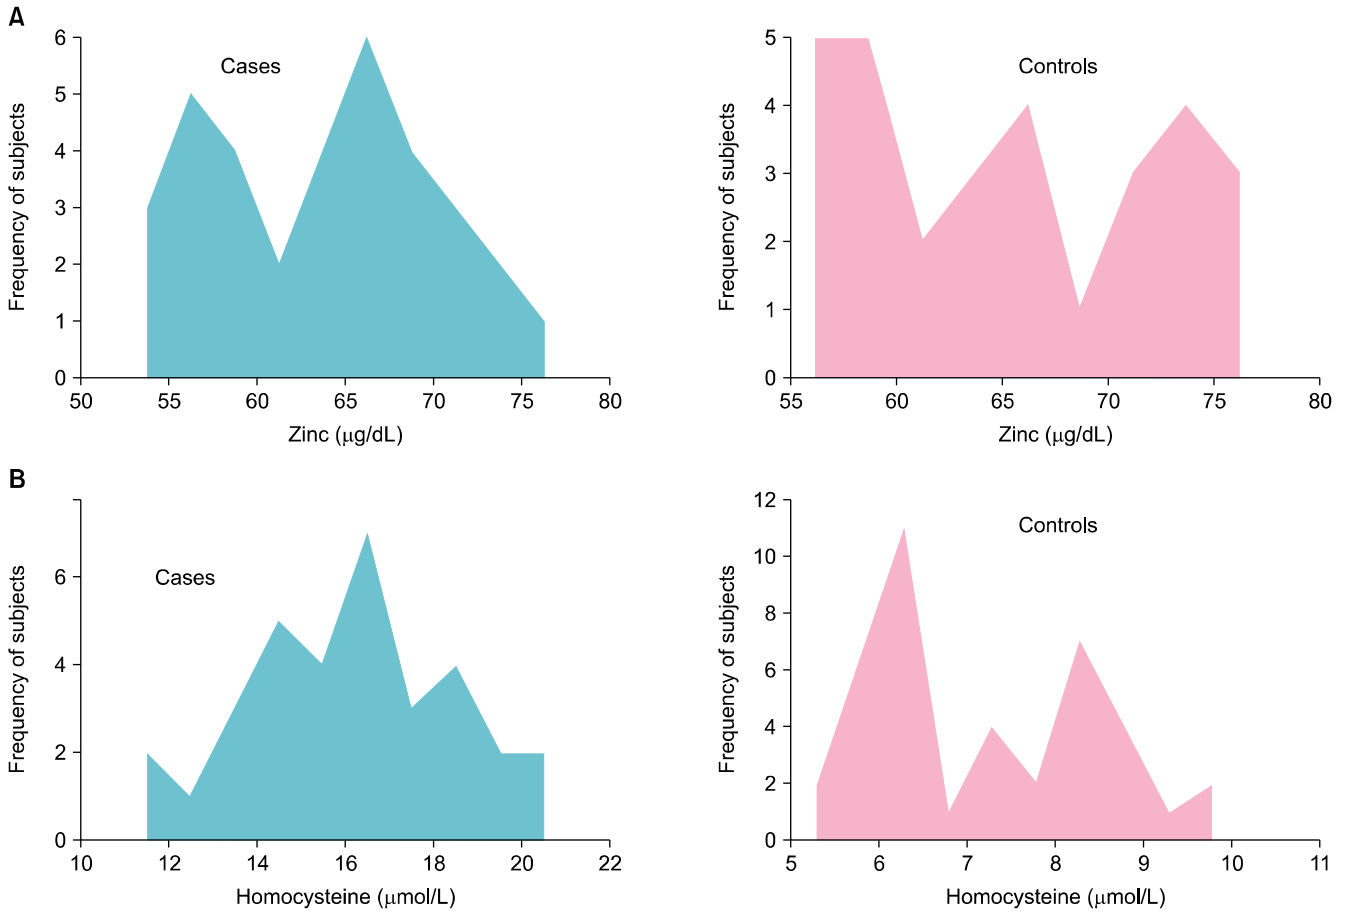 A
Cases
Frequency of subjects
6
5
4
3
2
1
0
50 55 60 65 70 75 80
Zinc (μg/dL)
Controls
Frequency of subjects
5
4
3
2
1
0
55 60 65 70 75 80
Zinc (μg/dL)
B
Cases
Frequency of subjects
6
4
2
0
10 12 14 16 18 20 22
Homocysteine (μmol/L)
Controls
Frequency of subjects
12
10
8
6
4
2
0
5 6 7 8 9 10 11
Homocysteine (μmol/L)